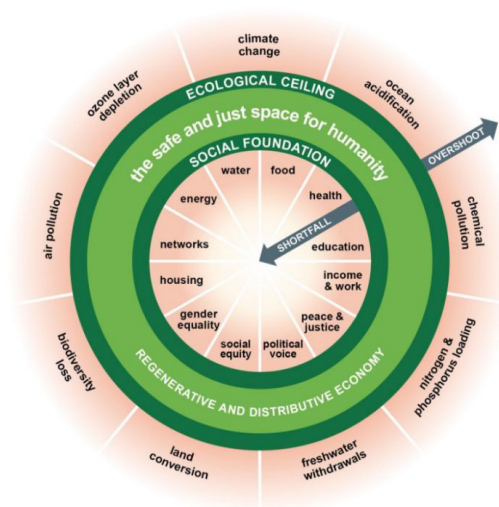 climate
change
ocean
acidification
chemical
pollution
nitrogen &
phosphorus loading
freshwater
withdrawals
land
conversion
biodiversity
loss
air pollution
ozone layer
depletion
OVERSHOOT
ECOLOGICAL CEILING
the safe and just space for humanity
SOCIAL FOUNDATION
water
food
health
SHORTFALL
education
income
& work
peace &
justice
political
voice
social
equity
gender
equality
housing
networks
energy
REGENERATIVE AND DISTRIBUTIVE ECONOMY